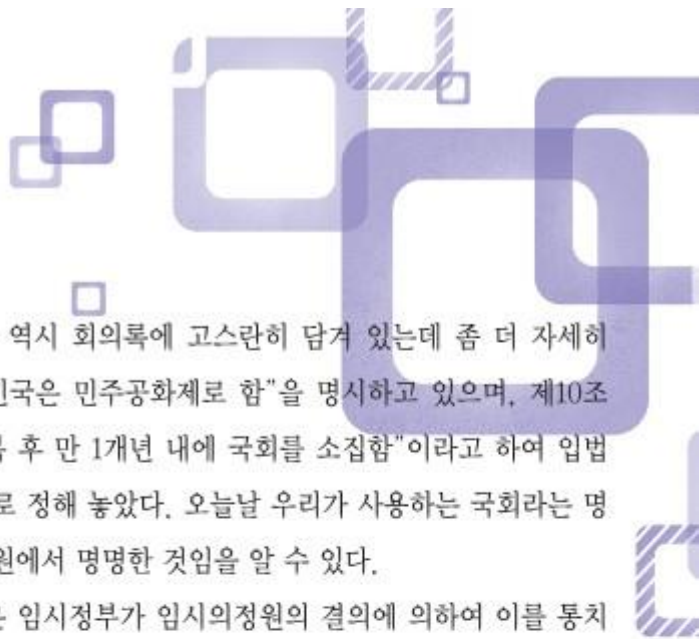 역시 회의록에 고스란히 담겨 있는데 좀 더 자세히
민국은 민주공화제로 함”을 명시하고 있으며, 제10조
후 만 1개년 내에 국회를 소집함”이라고 하여 입법
로 정해 놓았다. 오늘날 우리가 사용하는 국회라는 명
원에서 명명한 것임을 알 수 있다.
는 임시정부가 임시의정원의 결의에 의하여 이를 통치